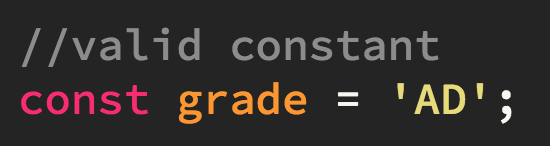 //valid constant
const grade = 'AD';